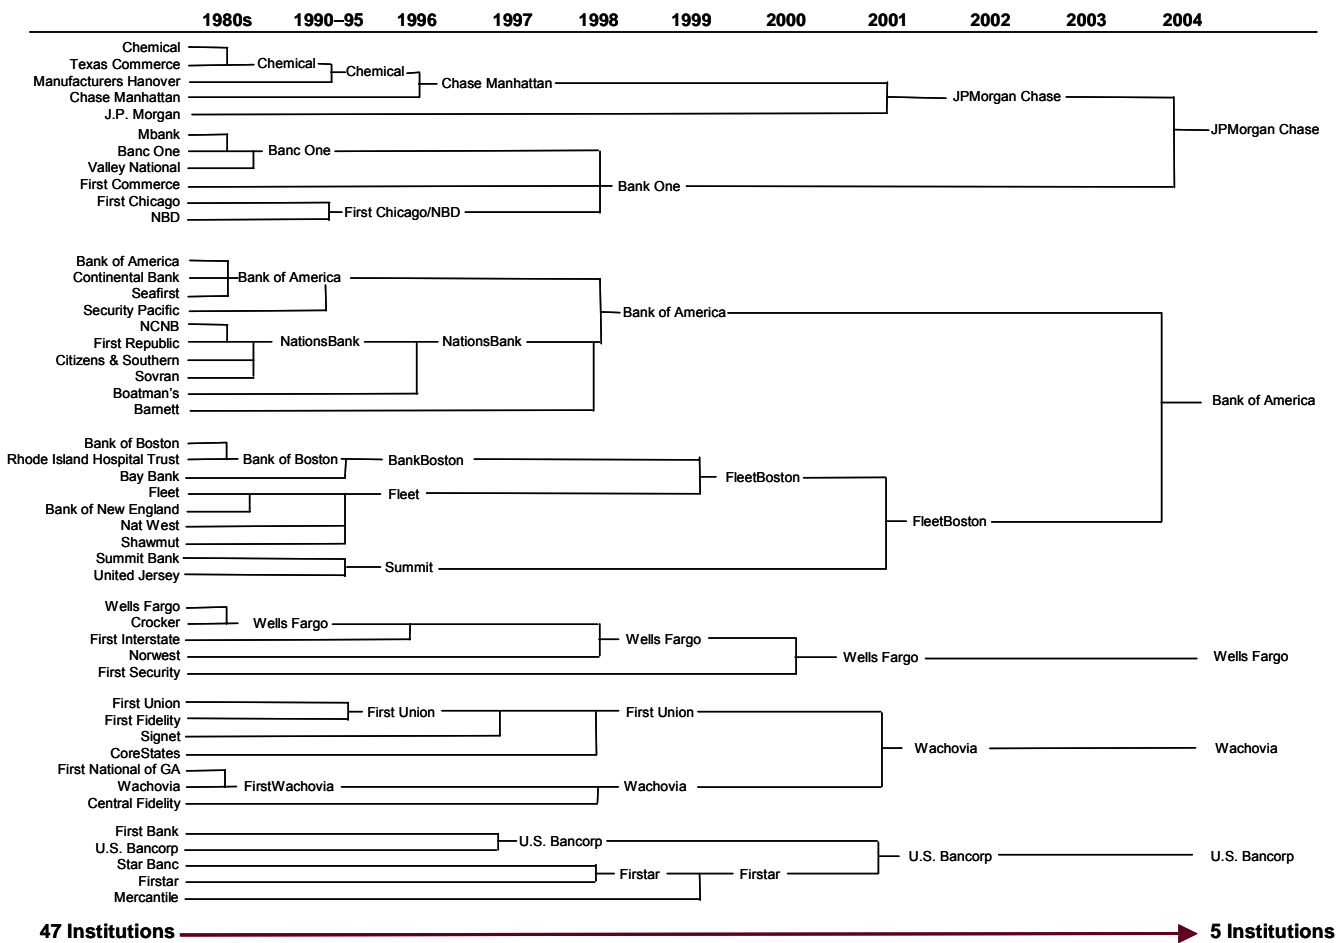 1980s 1990–95 1996 1997 1998 1999 2000 2001 2002 2003 2004
Chemical
Texas Commerce Chemical
Manufacturers Hanover Chemical
Chase Manhattan Chase Manhattan JPMorgan Chase
J.P. Morgan
Mbank JPMorgan Chase
Banc One Banc One
Valley National
First Commerce Bank One
First Chicago
NBD First Chicago/NBD
Bank of America
Continental Bank Bank of America
Seafirst
Security Pacific Bank of America
NCNB
First Republic NationsBank NationsBank
Citizens & Southern
Sovran
Boatman's
Barnett Bank of America
Bank of Boston
Rhode Island Hospital Trust Bank of Boston BankBoston
Bay Bank FleetBoston
Fleet Fleet
Bank of New England
Nat West FleetBoston
Shawmut
Summit Bank Summit
United Jersey
Wells Fargo
Crocker Wells Fargo
First Interstate Wells Fargo
Norwest Wells Fargo Wells Fargo
First Security
First Union
First Fidelity First Union First Union
Signet
CoreStates Wachovia Wachovia
First National of GA
Wachovia FirstWachovia Wachovia
Central Fidelity
First Bank
U.S. Bancorp U.S. Bancorp
Star Banc U.S. Bancorp U.S. Bancorp
Firstar Firstar Firstar
Mercantile
47 Institutions 5 Institutions